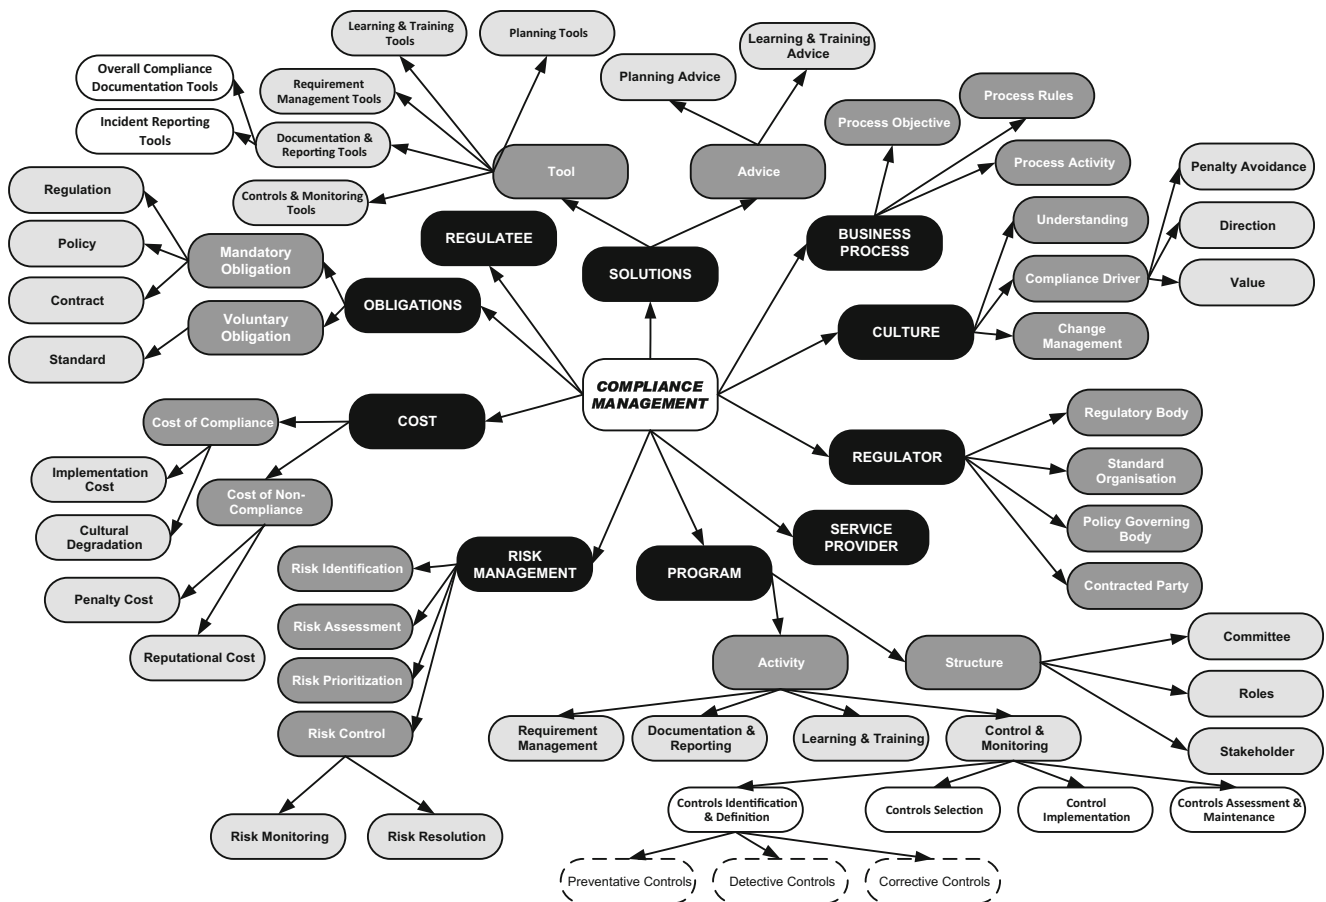 Learning & Training
Tools
Planning Tools
Learning & Training
Advice
Overall Compliance
Documentation Tools
Requirement
Management Tools
Planning Advice
Process Rules
Incident Reporting
Tools
Documentation &
Reporting Tools
Process Objective
Process Activity
Penalty Avoidance
Regulation
Controls & Monitoring
Tools
Tool
Advice
Policy
REGULATEE
SOLUTIONS
BUSINESS
PROCESS
Understanding
Direction
Mandatory
Obligation
Compliance Driver
Value
Contract
OBLIGATIONS
Voluntary
Obligation
CULTURE
Change
Management
Standard
COMPLIANCE
MANAGEMENT
Cost of Compliance
COST
Regulatory Body
Implementation
Cost
REGULATOR
Standard
Organisation
Cost of Non-
Compliance
Cultural
Degradation
SERVICE
PROVIDER
Policy Governing
Body
Risk Identification
RISK
MANAGEMENT
PROGRAM
Contracted Party
Penalty Cost
Risk Assessment
Committee
Reputational Cost
Risk Prioritization
Activity
Structure
Roles
Risk Control
Requirement
Management
Documentation &
Reporting
Learning & Training
Control &
Monitoring
Stakeholder
Risk Monitoring
Risk Resolution
Controls Identification
& Definition
Controls Selection
Control
Implementation
Controls Assessment &
Maintenance
Preventative Controls
Detective Controls
Corrective Controls